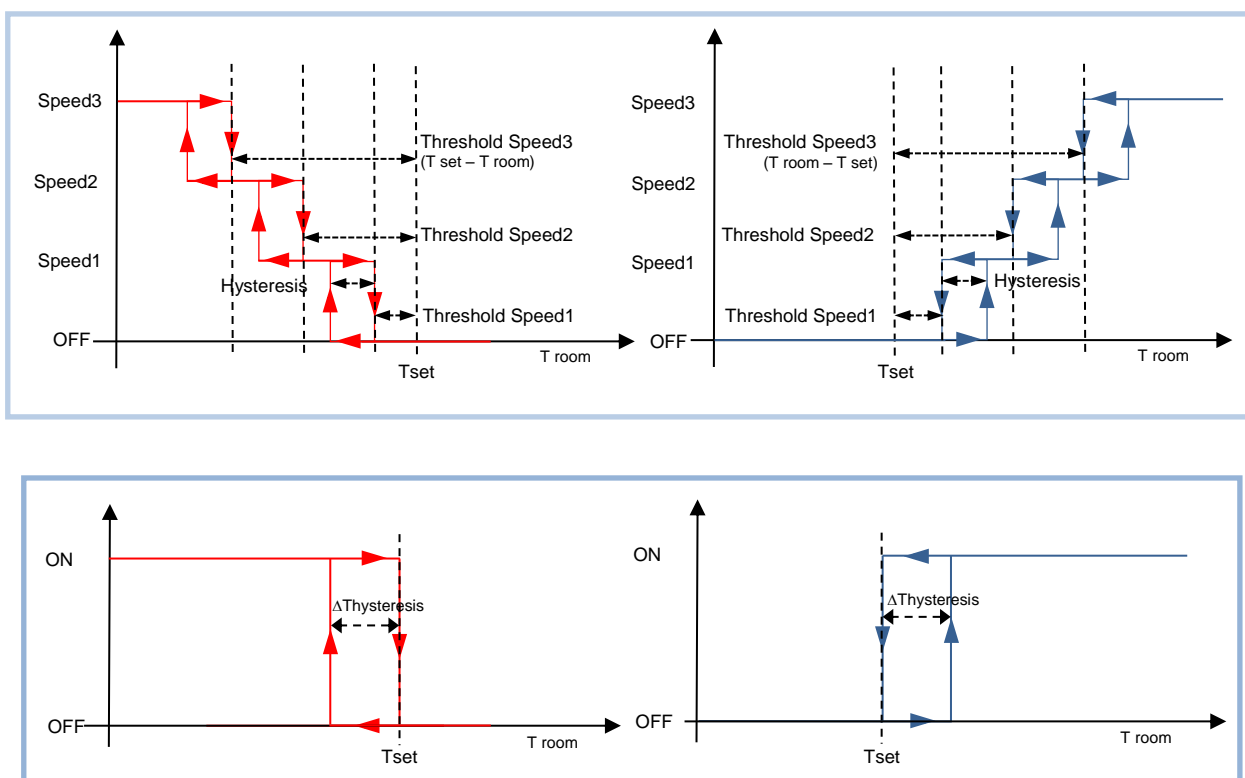 Speed3
Threshold Speed3
(T set – T room)
Speed2
Threshold Speed2
Speed1
Hysteresis
Threshold Speed1
OFF
T room
Tset
Speed3
Threshold Speed3
(T room – T set)
Speed2
Threshold Speed2
Speed1
Hysteresis
Threshold Speed1
OFF
T room
Tset
ON
ΔThysteresis
OFF
T room
Tset
ON
ΔThysteresis
OFF
T room
Tset